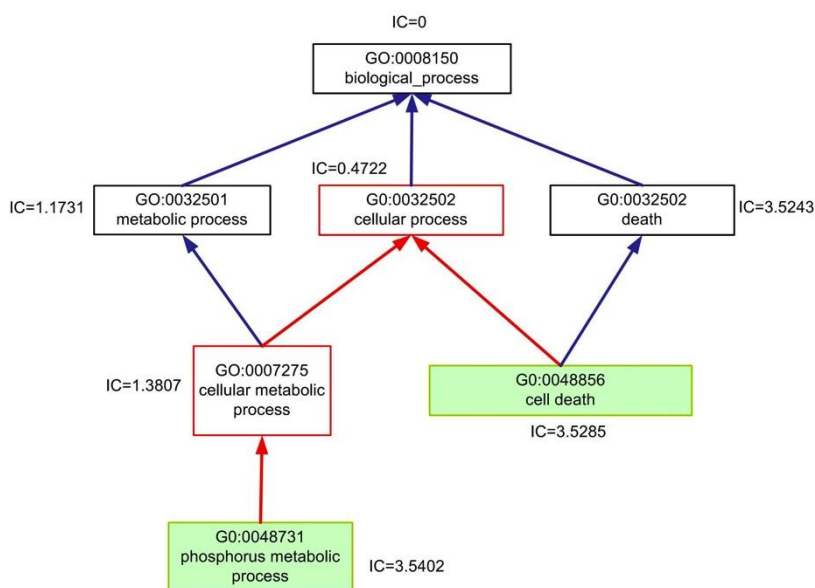 IC=0
GO:0008150
biological_process
IC=0.4722
IC=1.1731
GO:0032501
metabolic process
G0:0032502
cellular process
G0:0032502
death
IC=3.5243
IC=1.3807
GO:0007275
cellular metabolic
process
G0:0048856
cell death
IC=3.5285
G0:0048731
phosphorus metabolic
process
IC=3.5402